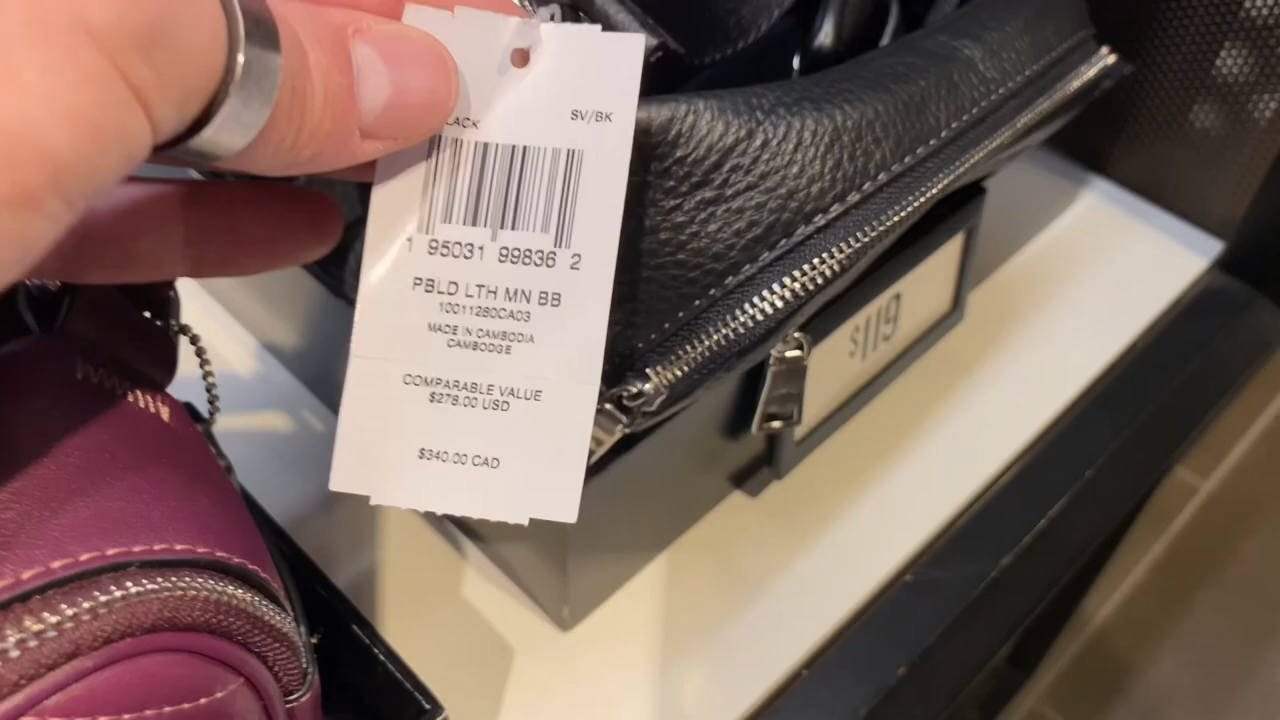 LACK SV/BK
1 95031 99836 2
PBLD LTH MN BB
10011280CA03
MADE IN CAMBODIA
CAMBODGE
COMPARABLE VALUE
$278.00 USD
$340.00 CAD
$119